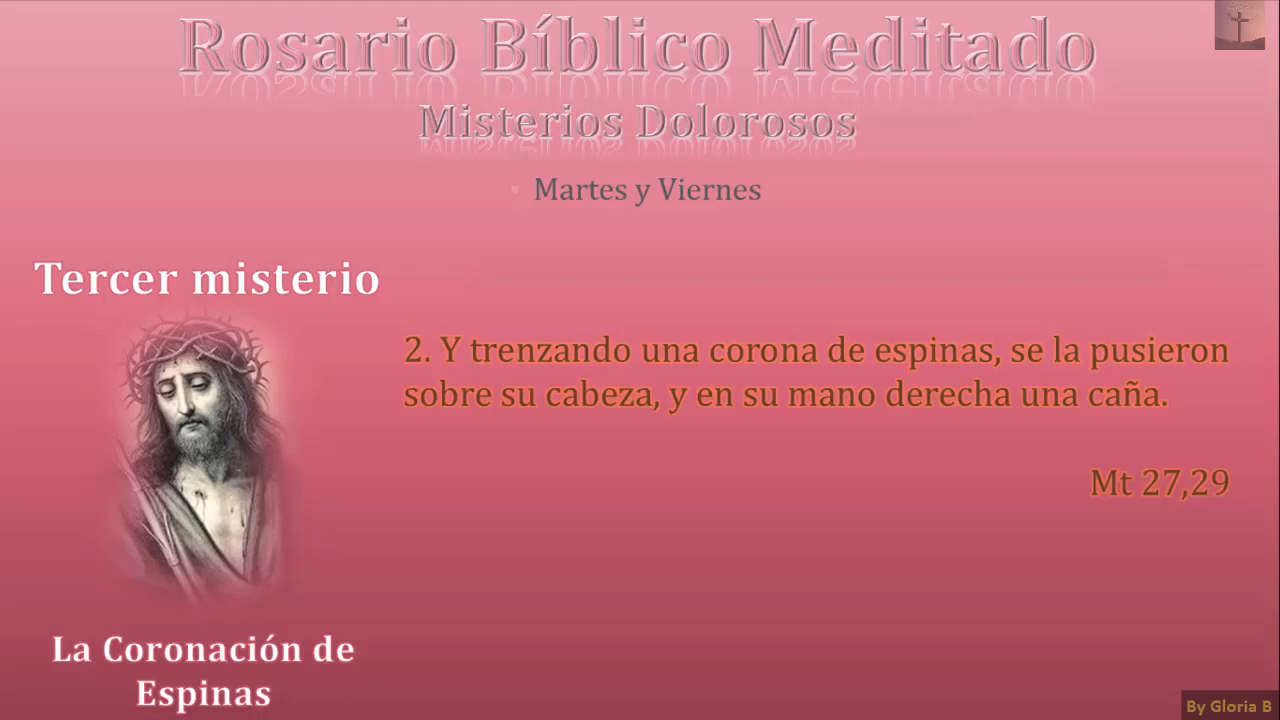 Rosario Bíblico Meditado
Misterios Dolorosos
Martes y Viernes
Tercer misterio
2. Y trenzando una corona de espinas, se la pusieron
sobre su cabeza, y en su mano derecha una caña.
Mt 27,29
La Coronación de
Espinas
By Gloria B